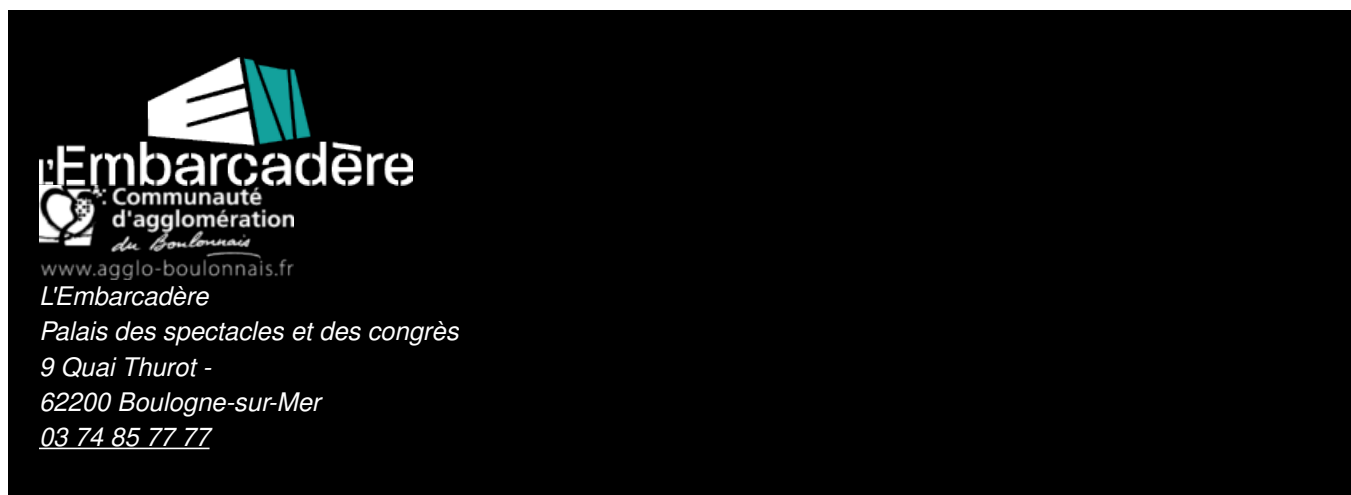 L'Embarcadère
Communauté
d'agglomération
du Boulonnais
www.agglo-boulonnais.fr
L'Embarcadère
Palais des spectacles et des congrès
9 Quai Thurot -
62200 Boulogne-sur-Mer
03 74 85 77 77